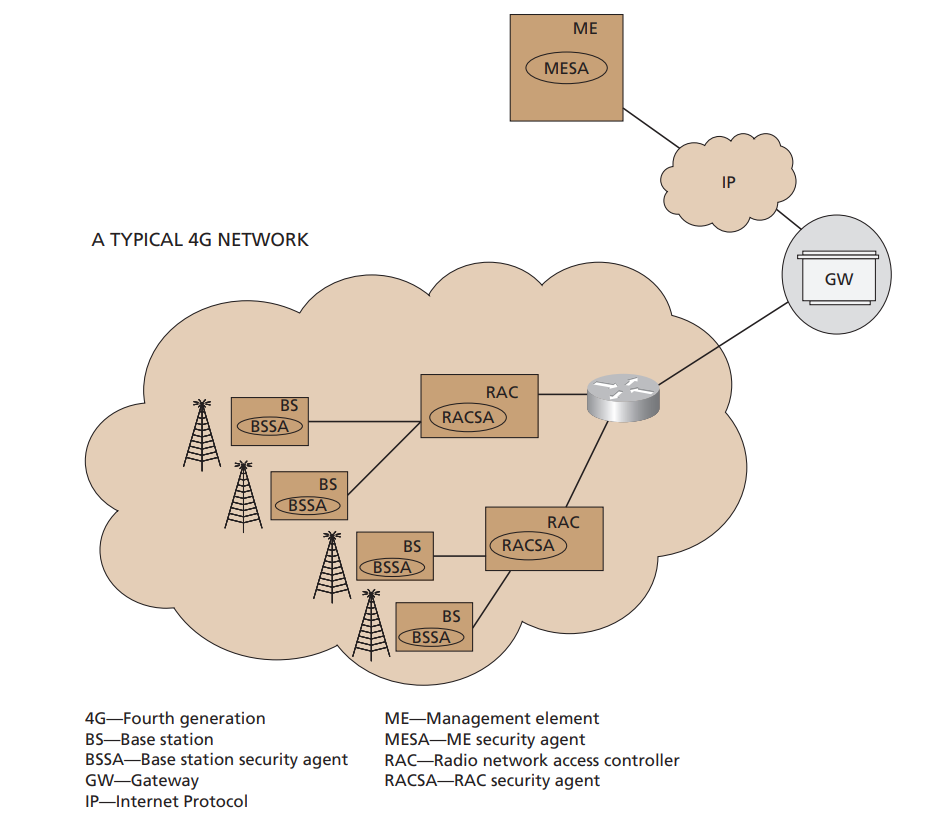 ME
MESA
IP
A TYPICAL 4G NETWORK
GW
RAC
RACSA
BS
BSSA
BS
BSSA
RAC
RACSA
BS
BSSA
BS
BSSA
4G—Fourth generation
BS—Base station
BSSA—Base station security agent
GW—Gateway
IP—Internet Protocol
ME—Management element
MESA—ME security agent
RAC—Radio network access controller
RACSA—RAC security agent